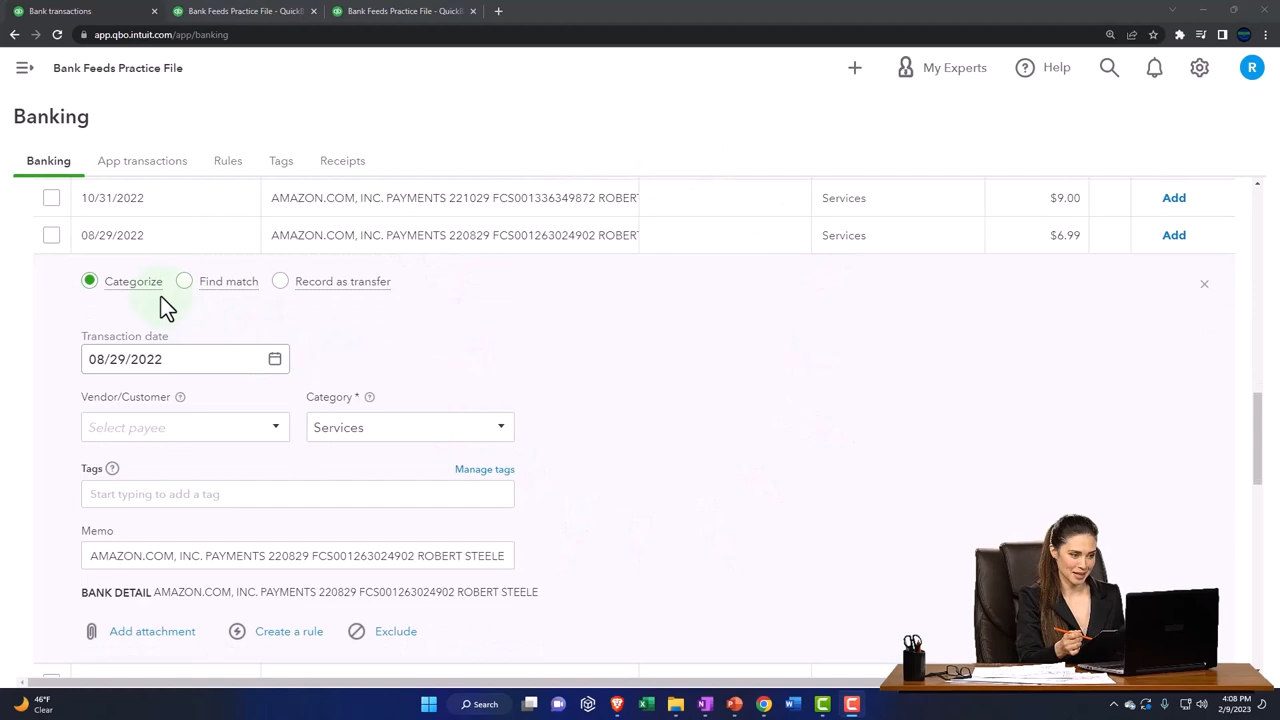 Bank transactions × Bank Feeds Practice File - QuickB × Bank Feeds Practice File - QuickB × +
app.qbo.intuit.com/app/banking
Bank Feeds Practice File + My Experts Help R
Banking
Banking App transactions Rules Tags Receipts
10/31/2022 AMAZON.COM, INC. PAYMENTS 221029 FCS001336349872 ROBERT Services $9.00 Add
08/29/2022 AMAZON.COM, INC. PAYMENTS 220829 FCS001263024902 ROBERT Services $6.99 Add
Categorize Find match Record as transfer ×
Transaction date
08/29/2022
Vendor/Customer ? Category * ?
Select payee Services
Tags ? Manage tags
Start typing to add a tag
Memo
AMAZON.COM, INC. PAYMENTS 220829 FCS001263024902 ROBERT STEELE
BANK DETAIL AMAZON.COM, INC. PAYMENTS 220829 FCS001263024902 ROBERT STEELE
Add attachment Create a rule Exclude
46°F
Clear
Search
4:08 PM
2/9/2023